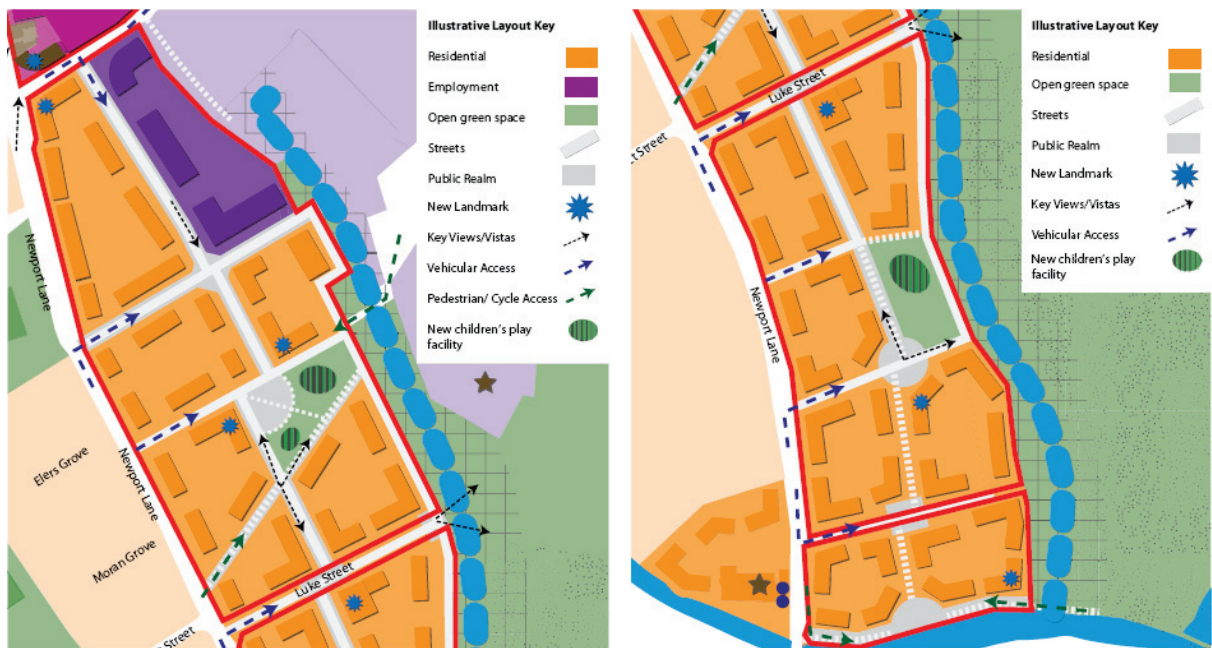 Illustrative Layout Key
Residential
Employment
Open green space
Streets
Public Realm
New Landmark
Key Views/Vistas
Vehicular Access
Pedestrian/ Cycle Access
New children's play
facility
Newport Lane
Elers Grove
Newport Lane
Moran Grove
Luke Street
Street
Illustrative Layout Key
Residential
Open green space
Streets
Public Realm
New Landmark
Key Views/Vistas
Vehicular Access
New children's play
facility
Luke Street
Street
Newport Lane